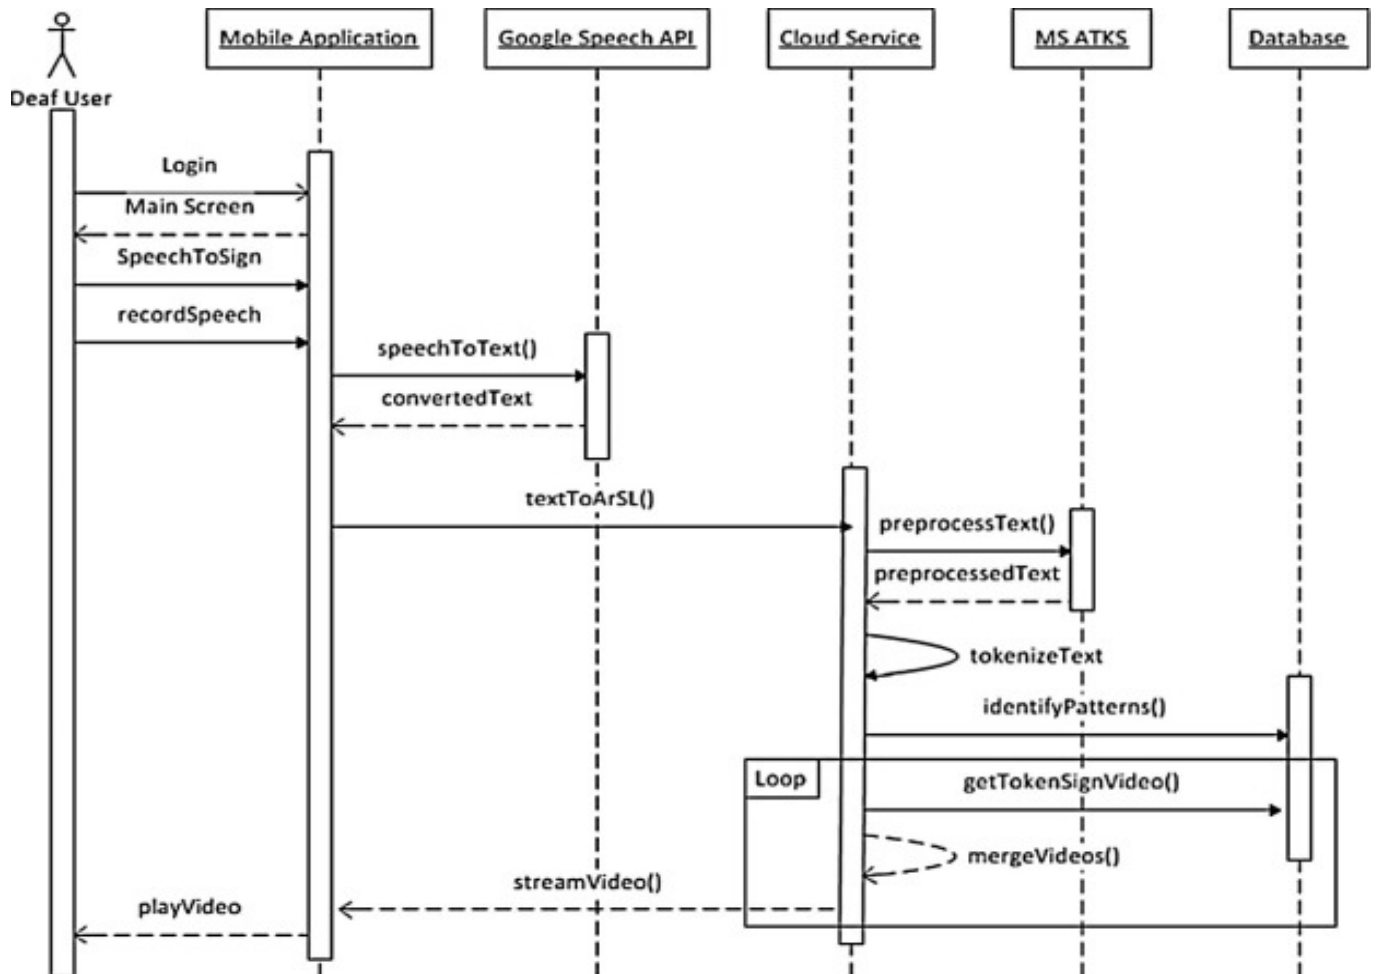 Mobile Application
Google Speech API
Cloud Service
MS ATKS
Database
Deaf User
Login
Main Screen
SpeechToSign
recordSpeech
speechToText()
convertedText
textToArSL()
preprocessText()
preprocessedText
tokenizeText
identifyPatterns()
Loop
getTokenSignVideo()
mergeVideos()
streamVideo()
playVideo